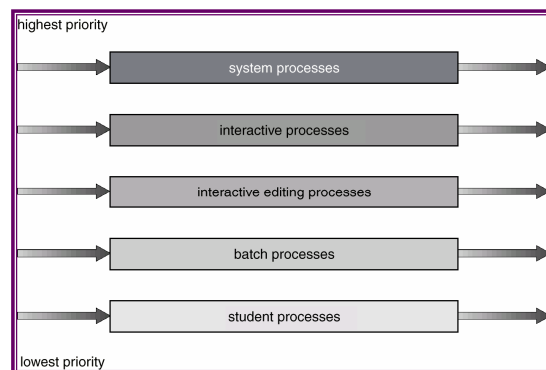 highest priority
system processes
interactive processes
interactive editing processes
batch processes
student processes
lowest priority